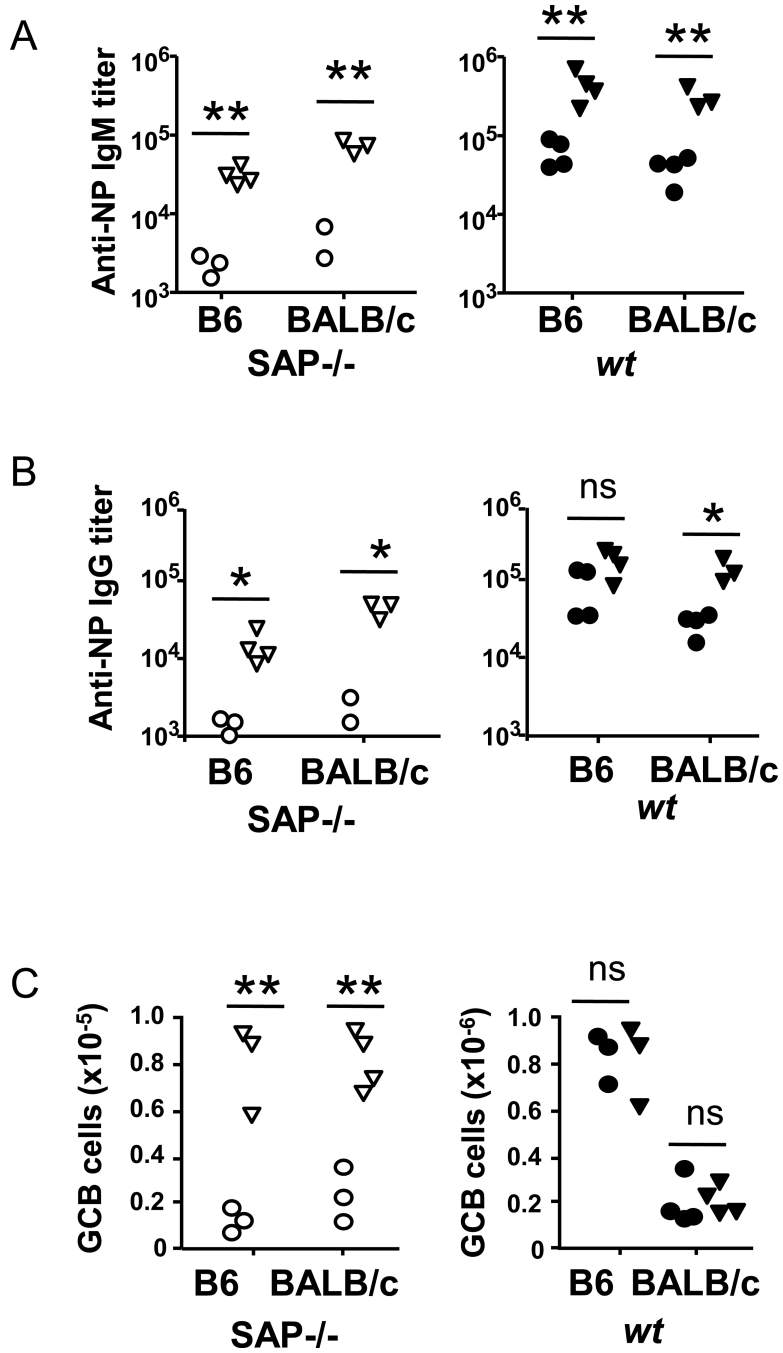 A
Anti-NP IgM titer
10⁶
10⁵
10⁴
10³
**
**
B6 BALB/c
SAP-/-
10⁶
10⁵
10⁴
10³
**
**
B6 BALB/c
wt
B
Anti-NP IgG titer
10⁶
10⁵
10⁴
10³
*
*
B6 BALB/c
SAP-/-
10⁶
10⁵
10⁴
10³
ns
*
B6 BALB/c
wt
C
GCB cells (x10⁻⁵)
1.0
0.8
0.6
0.4
0.2
0
**
**
B6 BALB/c
SAP-/-
GCB cells (x10⁻⁶)
1.0
0.8
0.6
0.4
0.2
0
ns
ns
B6 BALB/c
wt